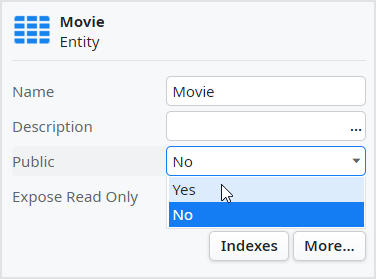 Movie
Entity
Name Movie
Description ...
Public No
Yes
Expose Read Only
No
Indexes More...